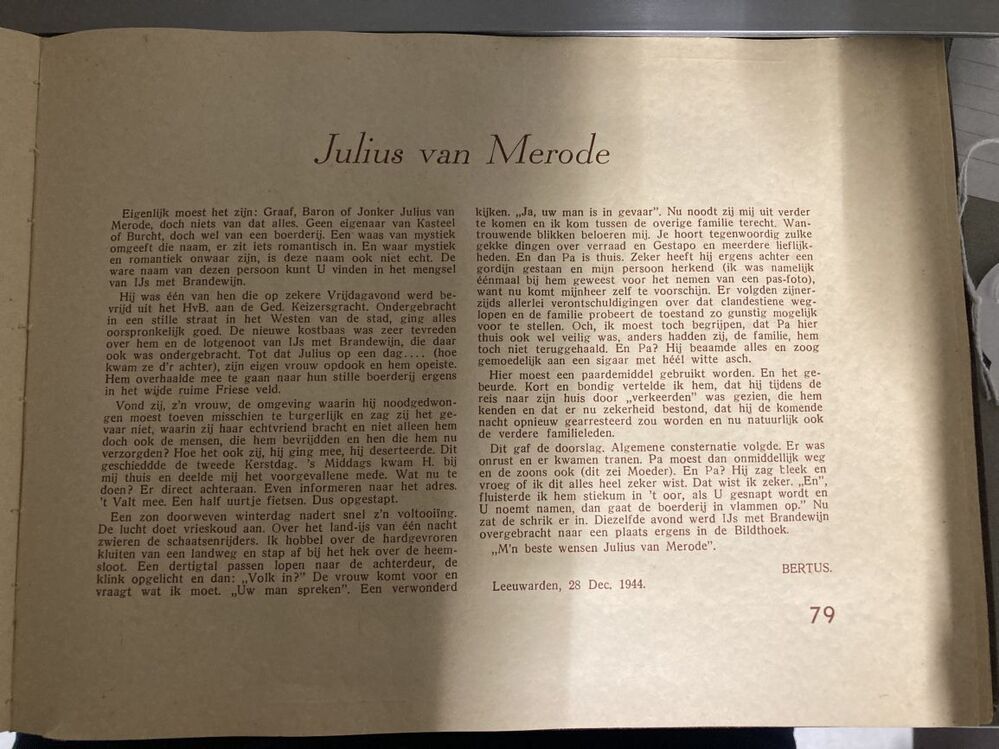 Julius van Merode
Eigenlijk moest het zijn: Graaf, Baron of Jonker Julius van
Merode, doch niets van dat alles. Geen eigenaar van Kasteel
of Burcht, doch wel van een boerderij. Een waas van mystiek
omgeeft die naam, er zit iets romantisch in. En waar mystiek
en romantiek onwaar zijn, is deze naam ook niet echt. De
ware naam van dezen persoon kunt U vinden in het mengsel
van IJs met Brandewijn.
Hij was één van hen die op zekere Vrijdagavond werd be-
vrijd uit het HvB. aan de Ged. Keizersgracht. Ondergebracht
in een stille straat in het Westen van de stad, ging alles
oorspronkelijk goed. De nieuwe kostbaas was zeer tevreden
over hem en de lotgenoot van IJs met Brandewijn, die daar
ook was ondergebracht. Tot dat Julius op een dag.... (hoe
kwam ze d'r achter), zijn eigen vrouw opdook en hem opeiste.
Hem overhaalde mee te gaan naar hun stille boerderij ergens
in het wijde ruime Friese veld.
Vond zij, z'n vrouw, de omgeving waarin hij noodgedwon-
gen moest toeven misschien te burgerlijk en zag zij het ge-
vaar niet, waarin zij haar echtvriend bracht en niet alleen hem
doch ook de mensen, die hem bevrijdden en hen die hem nu
verzorgden? Hoe het ook zij, hij ging mee, hij deserteerde. Dit
geschieddde de tweede Kerstdag. 's Middags kwam H. bij
mij thuis en deelde mij het voorgevallene mede. Wat nu te
doen? Er direct achteraan. Even informeren naar het adres.
't Valt mee. Een half uurtje fietsen. Dus opgestapt.
Een zon doorweven winterdag nadert snel z'n voltooiing.
De lucht doet vrieskoud aan. Over het land-ijs van één nacht
zwieren de schaatsenrijders. Ik hobbel over de hardgevroren
kluiten van een landweg en stap af bij het hek over de heem-
sloot. Een dertigtal passen lopen naar de achterdeur, de
klink opgelicht en dan: „Volk in?” De vrouw komt voor en
vraagt wat ik moet. „Uw man spreken”. Een verwonderd
kijken. „Ja, uw man is in gevaar”. Nu noodt zij mij uit verder
te komen en ik kom tussen de overige familie terecht. Wan-
trouwende blikken beloeren mij. Je hoort tegenwoordig zulke
gekke dingen over verraad en Gestapo en meerdere lieflijk-
heden. En dan Pa is thuis. Zeker heeft hij ergens achter een
gordijn gestaan en mijn persoon herkend (ik was namelijk
éénmaal bij hem geweest voor het nemen van een pas-foto),
want nu komt mijnheer zelf te voorschijn. Er volgden zijner-
zijds allerlei verontschuldigingen over dat clandestiene weg-
lopen en de familie probeert de toestand zo gunstig mogelijk
voor te stellen. Och, ik moest toch begrijpen, dat Pa hier
thuis ook wel veilig was, anders hadden zij, de familie, hem
toch niet teruggehaald. En Pa? Hij beaamde alles en zoog
gemoedelijk aan een sigaar met héél witte asch.
Hier moest een paardemiddel gebruikt worden. En het ge-
beurde. Kort en bondig vertelde ik hem, dat hij tijdens de
reis naar zijn huis door „verkeerden” was gezien, die hem
kenden en dat er nu zekerheid bestond, dat hij de komende
nacht opnieuw gearresteerd zou worden en nu natuurlijk ook
de verdere familieleden.
Dit gaf de doorslag. Algemene consternatie volgde. Er was
onrust en er kwamen tranen. Pa moest dan onmiddellijk weg
en de zoons ook (dit zei Moeder). En Pa? Hij zag bleek en
vroeg of ik dit alles heel zeker wist. Dat wist ik zeker. „En”,
fluisterde ik hem stiekum in 't oor, als U gesnapt wordt en
U noemt namen, dan gaat de boerderij in vlammen op.” Nu
zat de schrik er in. Diezelfde avond werd IJs met Brandewijn
overgebracht naar een plaats ergens in de Bildthoek.
„M'n beste wensen Julius van Merode”.
BERTUS.
Leeuwarden, 28 Dec. 1944.
79